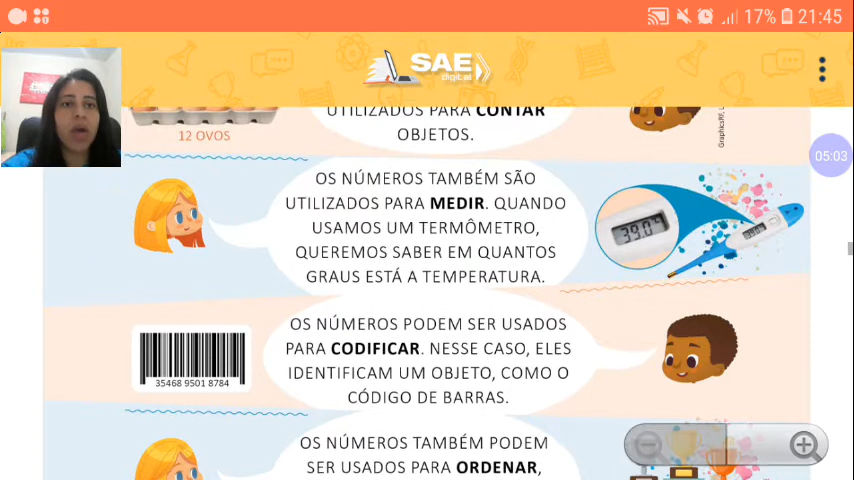 17% 21:45
SAE
digital
05:03
UTILIZADOS PARA CONTAR
OBJETOS.
12 OVOS
OS NÚMEROS TAMBÉM SÃO
UTILIZADOS PARA MEDIR. QUANDO
USAMOS UM TERMÔMETRO,
QUEREMOS SABER EM QUANTOS
GRAUS ESTÁ A TEMPERATURA.
39.0°
OS NÚMEROS PODEM SER USADOS
PARA CODIFICAR. NESSE CASO, ELES
IDENTIFICAM UM OBJETO, COMO O
CÓDIGO DE BARRAS.
35468 9501 8784
OS NÚMEROS TAMBÉM PODEM
SER USADOS PARA ORDENAR,